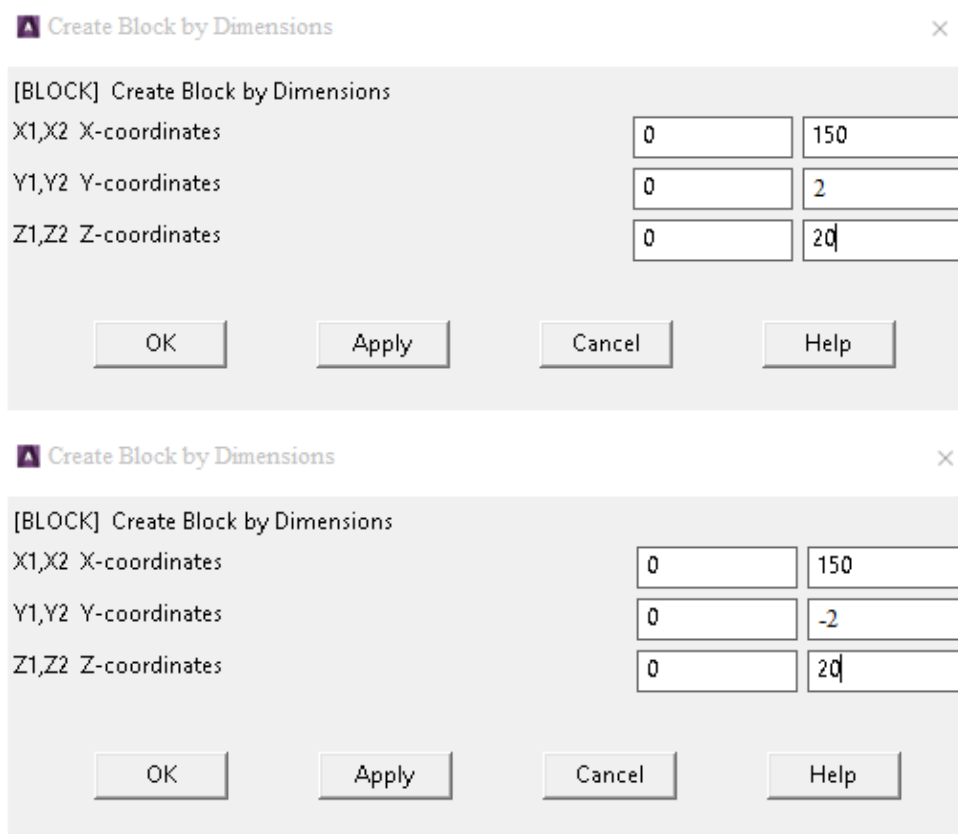 Create Block by Dimensions
[BLOCK] Create Block by Dimensions
X1,X2 X-coordinates 0 150
Y1,Y2 Y-coordinates 0 2
Z1,Z2 Z-coordinates 0 20
OK Apply Cancel Help
Create Block by Dimensions
[BLOCK] Create Block by Dimensions
X1,X2 X-coordinates 0 150
Y1,Y2 Y-coordinates 0 -2
Z1,Z2 Z-coordinates 0 20
OK Apply Cancel Help